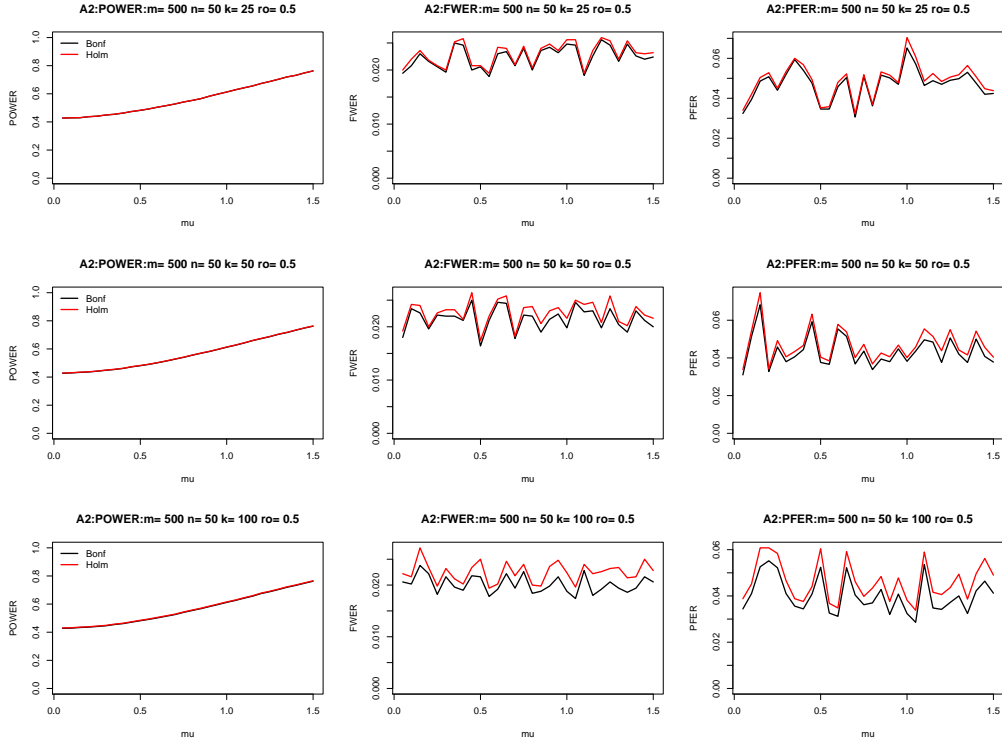 A2:POWER:m= 500 n= 50 k= 25 ro= 0.5
POWER
0.0 0.2 0.4 0.6 0.8 1.0
Bonf
Holm
0.0 0.5 1.0 1.5
mu
A2:FWER:m= 500 n= 50 k= 25 ro= 0.5
FWER
0.000 0.010 0.020
0.0 0.5 1.0 1.5
mu
A2:PFER:m= 500 n= 50 k= 25 ro= 0.5
PFER
0.00 0.02 0.04 0.06
0.0 0.5 1.0 1.5
mu
A2:POWER:m= 500 n= 50 k= 50 ro= 0.5
POWER
0.0 0.2 0.4 0.6 0.8 1.0
Bonf
Holm
0.0 0.5 1.0 1.5
mu
A2:FWER:m= 500 n= 50 k= 50 ro= 0.5
FWER
0.000 0.010 0.020
0.0 0.5 1.0 1.5
mu
A2:PFER:m= 500 n= 50 k= 50 ro= 0.5
PFER
0.00 0.02 0.04 0.06
0.0 0.5 1.0 1.5
mu
A2:POWER:m= 500 n= 50 k= 100 ro= 0.5
POWER
0.0 0.2 0.4 0.6 0.8 1.0
Bonf
Holm
0.0 0.5 1.0 1.5
mu
A2:FWER:m= 500 n= 50 k= 100 ro= 0.5
FWER
0.000 0.010 0.020
0.0 0.5 1.0 1.5
mu
A2:PFER:m= 500 n= 50 k= 100 ro= 0.5
PFER
0.00 0.02 0.04 0.06
0.0 0.5 1.0 1.5
mu